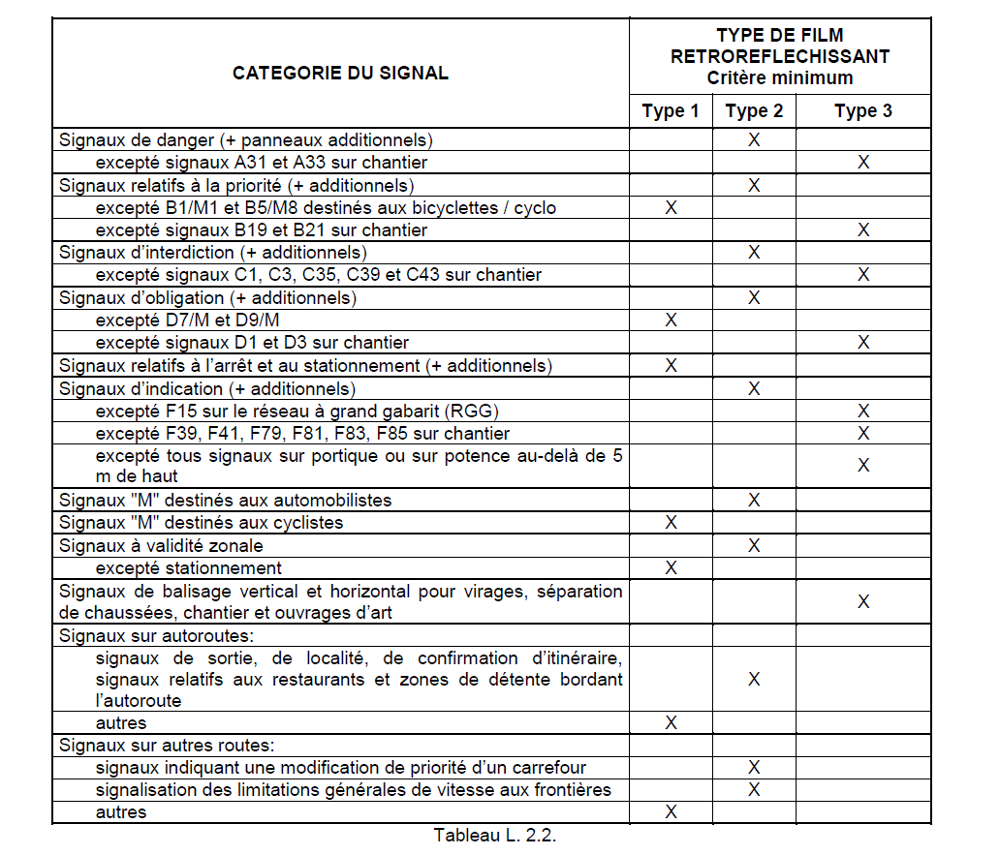 CATEGORIE DU SIGNAL
TYPE DE FILM
RETROREFLECHISSANT
Critère minimum
Type 1 Type 2 Type 3
Signaux de danger (+ panneaux additionnels) X
excepté signaux A31 et A33 sur chantier X
Signaux relatifs à la priorité (+ additionnels) X
excepté B1/M1 et B5/M8 destinés aux bicyclettes / cyclo X
excepté signaux B19 et B21 sur chantier X
Signaux d’interdiction (+ additionnels) X
excepté signaux C1, C3, C35, C39 et C43 sur chantier X
Signaux d’obligation (+ additionnels) X
excepté D7/M et D9/M X
excepté signaux D1 et D3 sur chantier X
Signaux relatifs à l’arrêt et au stationnement (+ additionnels) X
Signaux d’indication (+ additionnels) X
excepté F15 sur le réseau à grand gabarit (RGG) X
excepté F39, F41, F79, F81, F83, F85 sur chantier X
excepté tous signaux sur portique ou sur potence au-delà de 5
m de haut X
Signaux "M" destinés aux automobilistes X
Signaux "M" destinés aux cyclistes X
Signaux à validité zonale X
excepté stationnement X
Signaux de balisage vertical et horizontal pour virages, séparation
de chaussées, chantier et ouvrages d’art X
Signaux sur autoroutes:
signaux de sortie, de localité, de confirmation d’itinéraire,
signaux relatifs aux restaurants et zones de détente bordant X
l’autoroute
autres X
Signaux sur autres routes:
signaux indiquant une modification de priorité d’un carrefour X
signalisation des limitations générales de vitesse aux frontières X
autres X
Tableau L. 2.2.